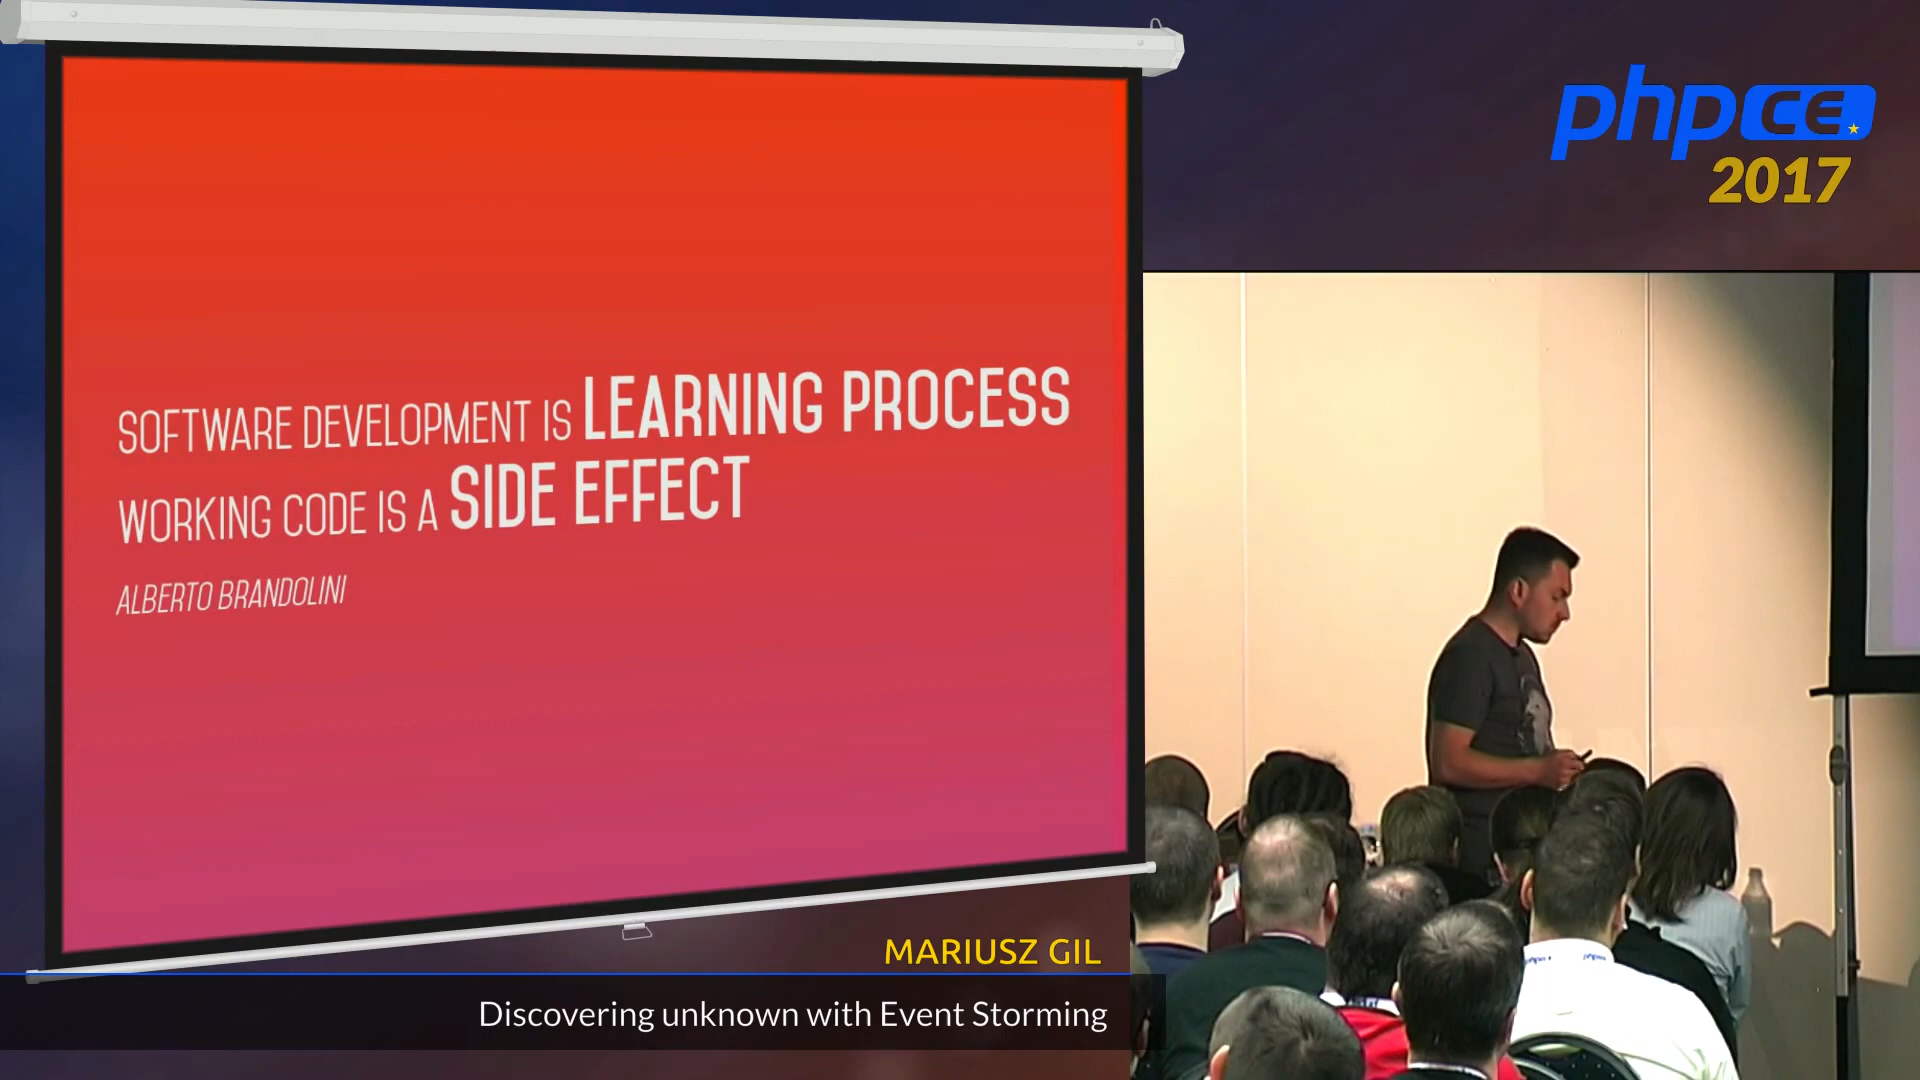 phpCE
2017
SOFTWARE DEVELOPMENT IS LEARNING PROCESS
WORKING CODE IS A SIDE EFFECT
ALBERTO BRANDOLINI
MARIUSZ GIL
Discovering unknown with Event Storming